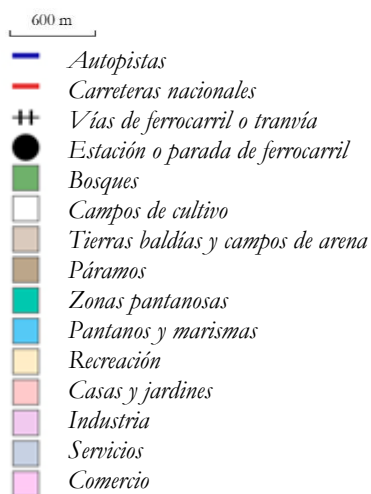 600 m
Autopistas
Carreteras nacionales
Vías de ferrocarril o tranvía
Estación o parada de ferrocarril
Bosques
Campos de cultivo
Tierras baldías y campos de arena
Páramos
Zonas pantanosas
Pantanos y marismas
Recreación
Casas y jardines
Industria
Servicios
Comercio